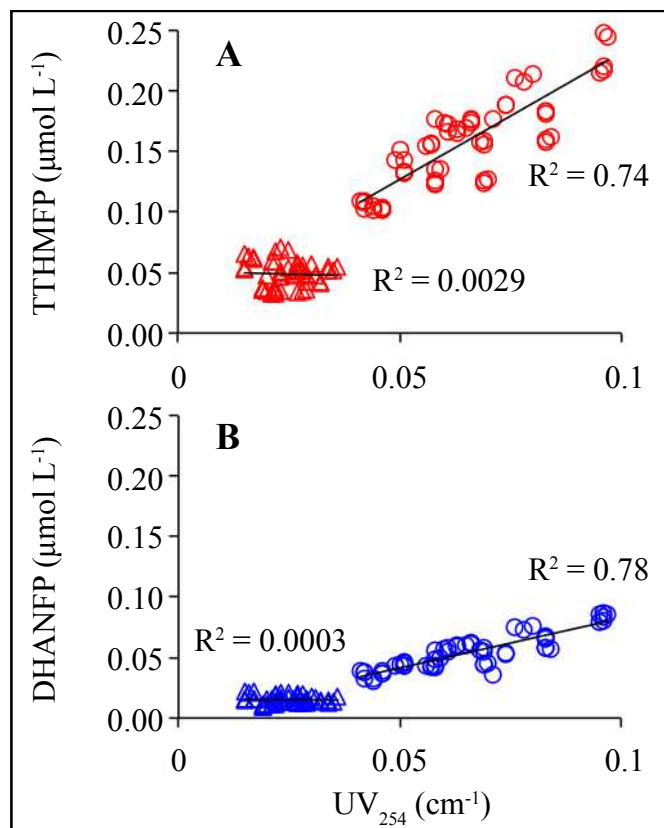 A
TTHMFP (μmol L⁻¹)
0.25
0.20
0.15
0.10
0.05
0.00
R² = 0.74
R² = 0.0029
0
0.05
0.1
B
DHANFP (μmol L⁻¹)
0.25
0.20
0.15
0.10
0.05
0.00
R² = 0.78
R² = 0.0003
0
0.05
0.1
UV₂₅₄ (cm⁻¹)